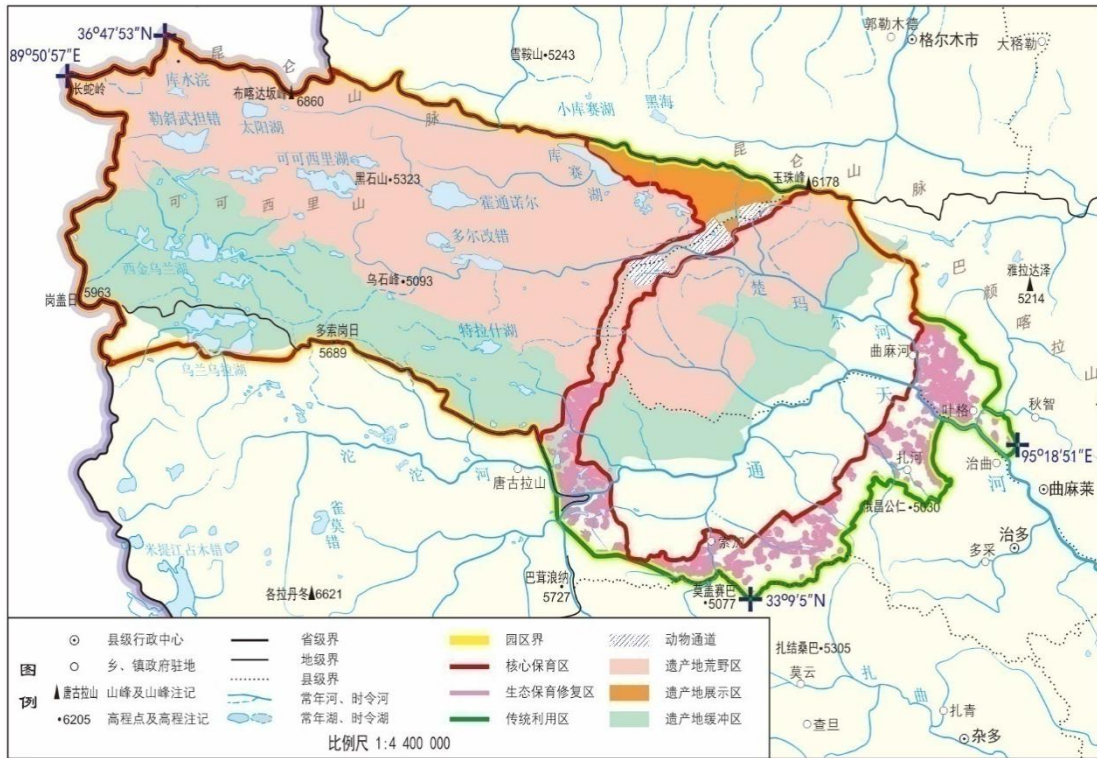 36°47′53″N
89°50′57″E
长蛇岭
库水浣
昆
仑
山
脉
布喀达坂峰 6860
雪鞍山•5243
郭勒木德
格尔木市
大格勒
小库赛湖
黑海
勒斜武担错
太阳湖
可可西里湖
黑石山•5323
库
赛
湖
昆
仑
山
脉
玉珠峰 6178
可
可
西
里
山
霍通诺尔
多尔改错
西金乌兰湖
乌石峰•5093
岗盖日 5963
多索岗日
5689
特拉什湖
乌兰乌拉湖
楚
玛
尔
河
曲麻河
巴
颜
喀
拉
山
雅拉达泽
5214
叶格
秋智
95°18′51″E
治曲
扎河
曲麻莱
通
天
河
沱
沱
河
唐古拉山
雀
莫
错
米提江占木错
各拉丹冬 6621
巴茸浪纳
5727
索加
莫盖赛巴
•5077
33°9′5″N
治多
多采
扎结桑巴•5305
莫云
扎
曲
查旦
扎青
杂多
图
例
县级行政中心
乡、镇政府驻地
唐古拉山 山峰及山峰注记
•6205 高程点及高程注记
省级界
地级界
县级界
常年河、时令河
常年湖、时令湖
园区界
核心保育区
生态保育修复区
传统利用区
动物通道
遗产地荒野区
遗产地展示区
遗产地缓冲区
比例尺 1:4 400 000